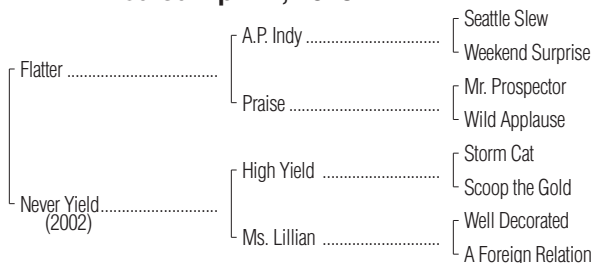 Seattle Slew
A.P. Indy
Weekend Surprise
Flatter
Mr. Prospector
Praise
Wild Applause
Storm Cat
High Yield
Scoop the Gold
Never Yield
(2002)
Well Decorated
Ms. Lillian
A Foreign Relation